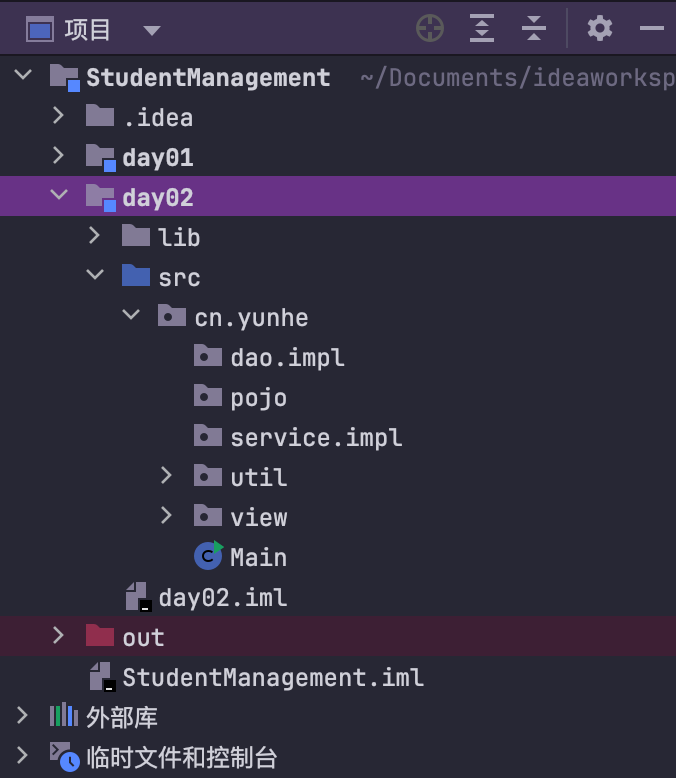 项目
StudentManagement ~/Documents/ideaworksp
.idea
day01
day02
lib
src
cn.yunhe
dao.impl
pojo
service.impl
util
view
C Main
day02.iml
out
StudentManagement.iml
外部库
临时文件和控制台